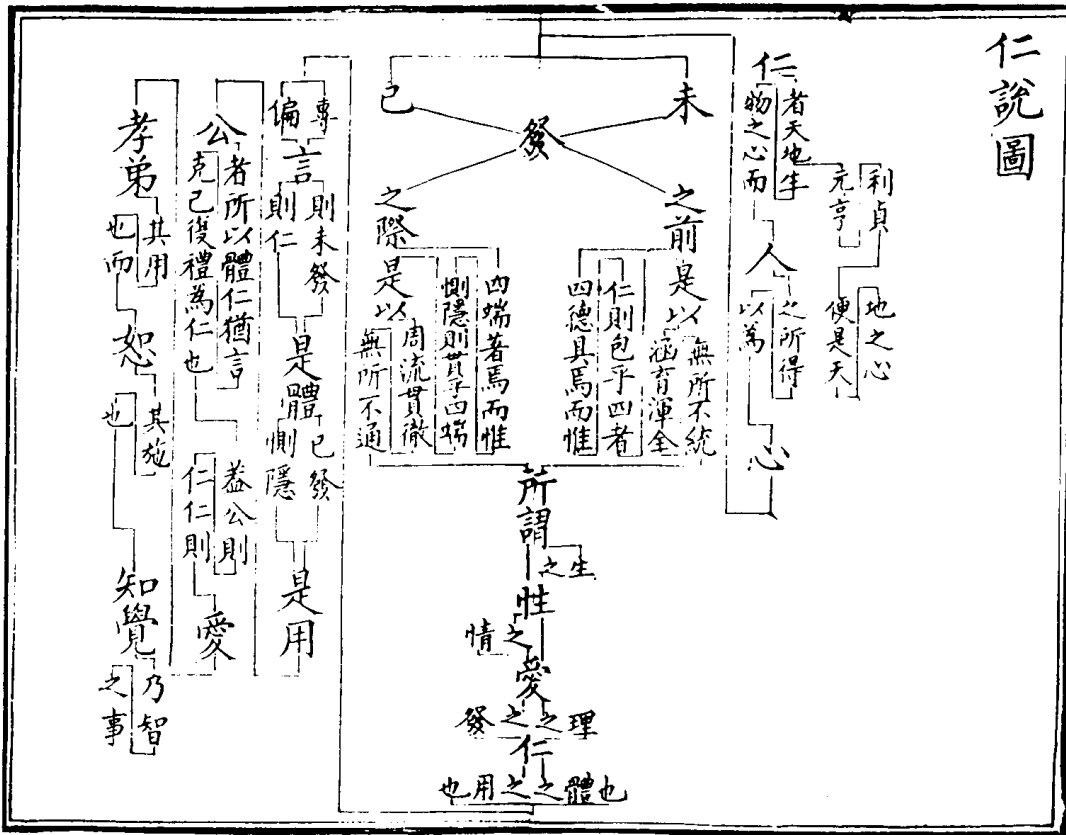 仁說圖
仁
者天地生
物之心而
利貞
元亨
人
之所得
以為
地之心
便是天
心
未
發
已
之前是以
無所不統
涵育渾全
仁則包乎四者
四德具焉而惟
之際是以
四端著焉而惟
惻隱則貫乎四端
周流貫徹
無所不通
所謂
生之
性
之情
愛
之理
之發
仁
之體也
之用也
專
偏
言
則未發
則仁
是體
已發
惻隱
是用
公
者所以體仁猶言
克己復禮為仁也
蓋公則
仁仁則
愛
孝弟
其用
也而
恕
其施
也
知覺
乃智
之事